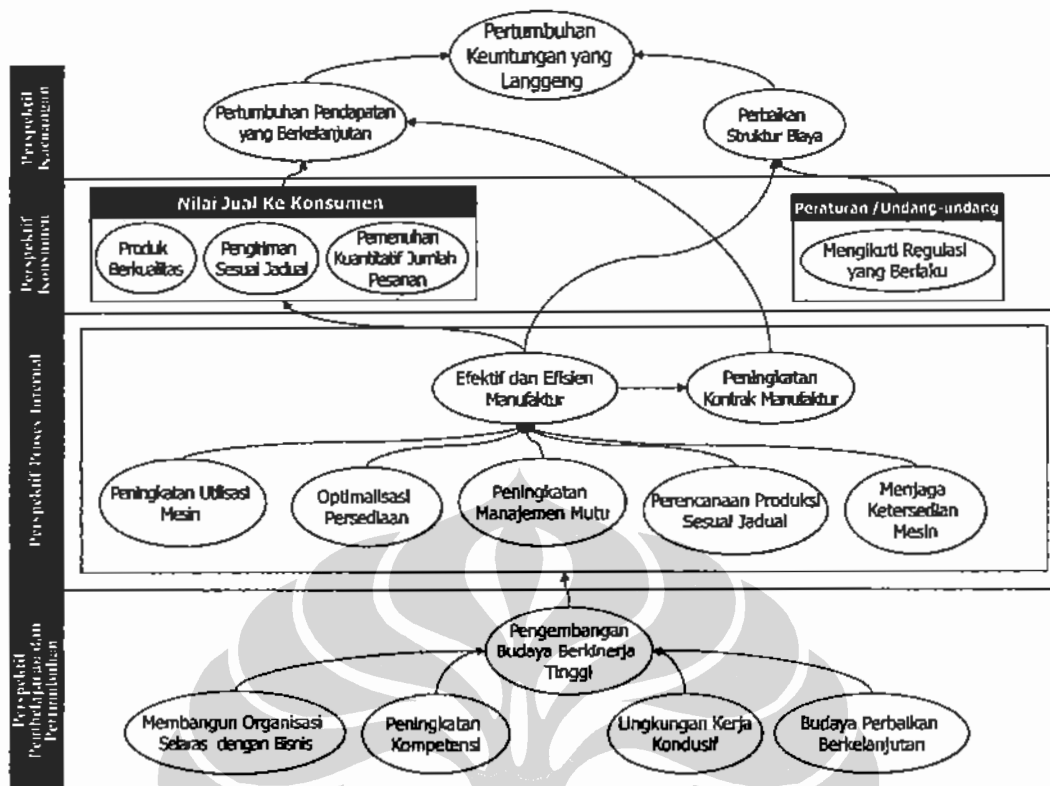 Pertumbuhan
Keuntungan yang
Langgeng
Perspektif
Keuangan
Pertumbuhan Pendapatan
yang Berkelanjutan
Perbaikan
Struktur Biaya
Perspektif
Konsumen
Nilai Jual Ke Konsumen
Produk
Berkualitas
Pengiriman
Sesuai Jadual
Pemenuhan
Kuantitatif Jumlah
Pesanan
Peraturan /Undang-undang
Mengikuti Regulasi
yang Berlaku
Perspektif Proses Internal
Efektif dan Efisien
Manufaktur
Peningkatan
Kontrak Manufaktur
Peningkatan Utilisasi
Mesin
Optimalisasi
Persediaan
Peningkatan
Manajemen Mutu
Perencanaan Produksi
Sesuai Jadual
Menjaga
Ketersedian
Mesin
Perspektif
Pembelajaran dan
Pertumbuhan
Pengembangan
Budaya Berkinerja
Tinggi
Membangun Organisasi
Selaras dengan Bisnis
Peningkatan
Kompetensi
Lingkungan Kerja
Kondusif
Budaya Perbaikan
Berkelanjutan